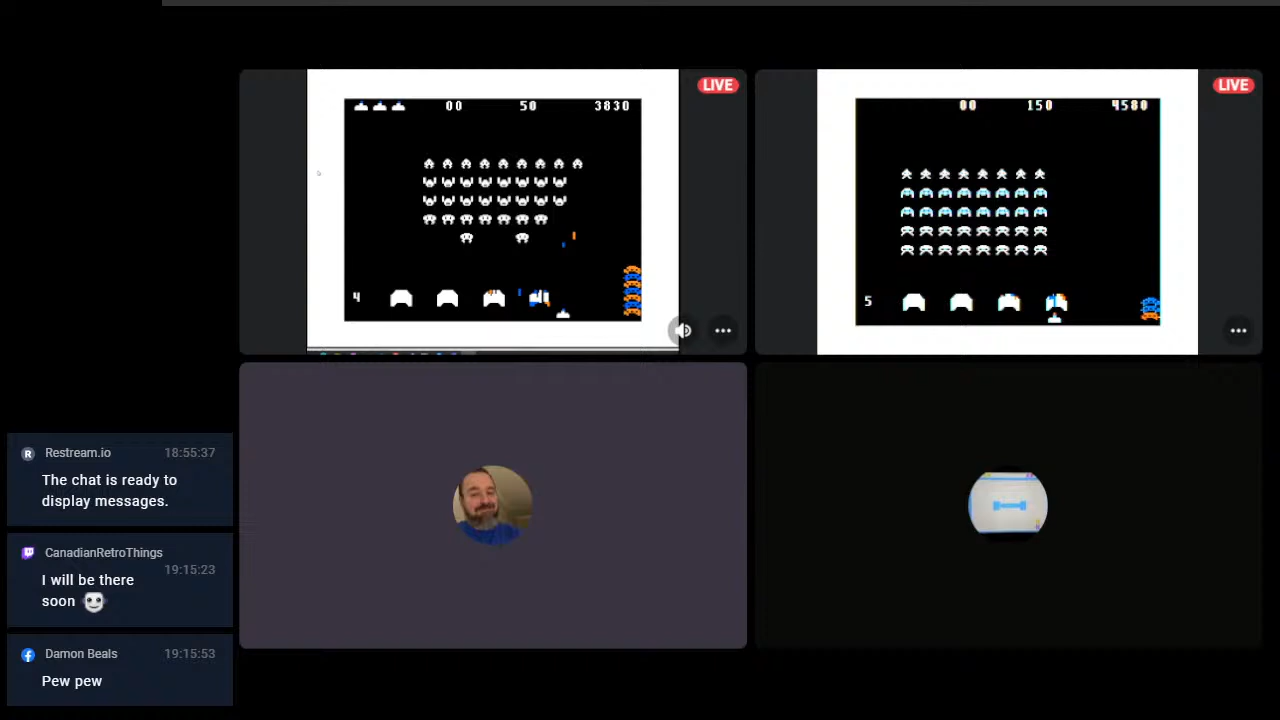 LIVE
LIVE
00 50 3830
00 150 4580
4
5
R Restream.io 18:55:37
The chat is ready to
display messages.
CanadianRetroThings
19:15:23
I will be there
soon
Damon Beals 19:15:53
Pew pew